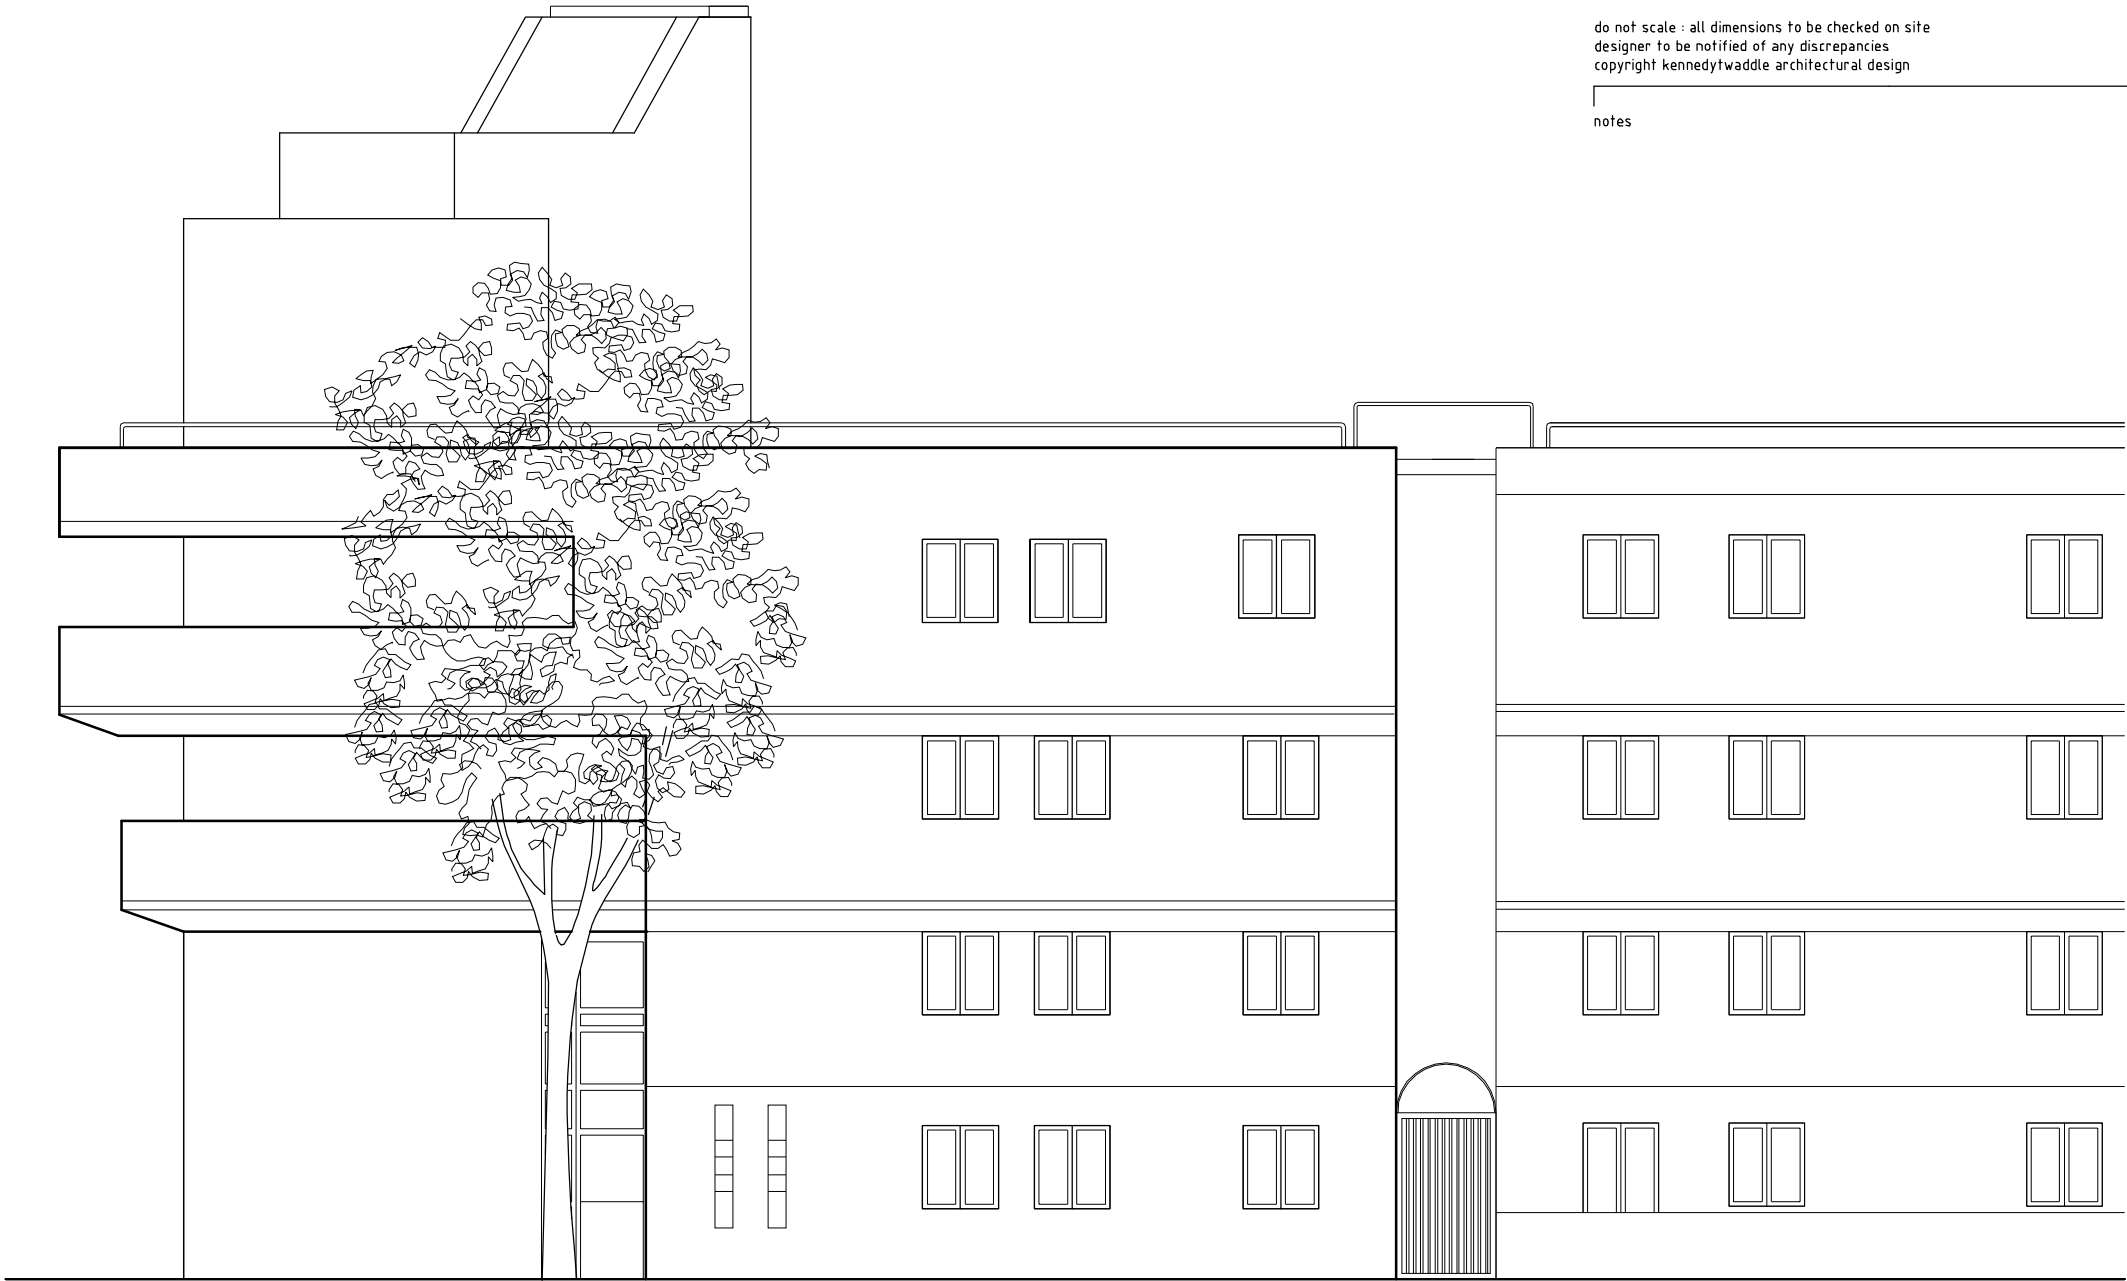 do not scale : all dimensions to be checked on site
designer to be notified of any discrepancies
copyright kennedytwaddle architectural design
notes